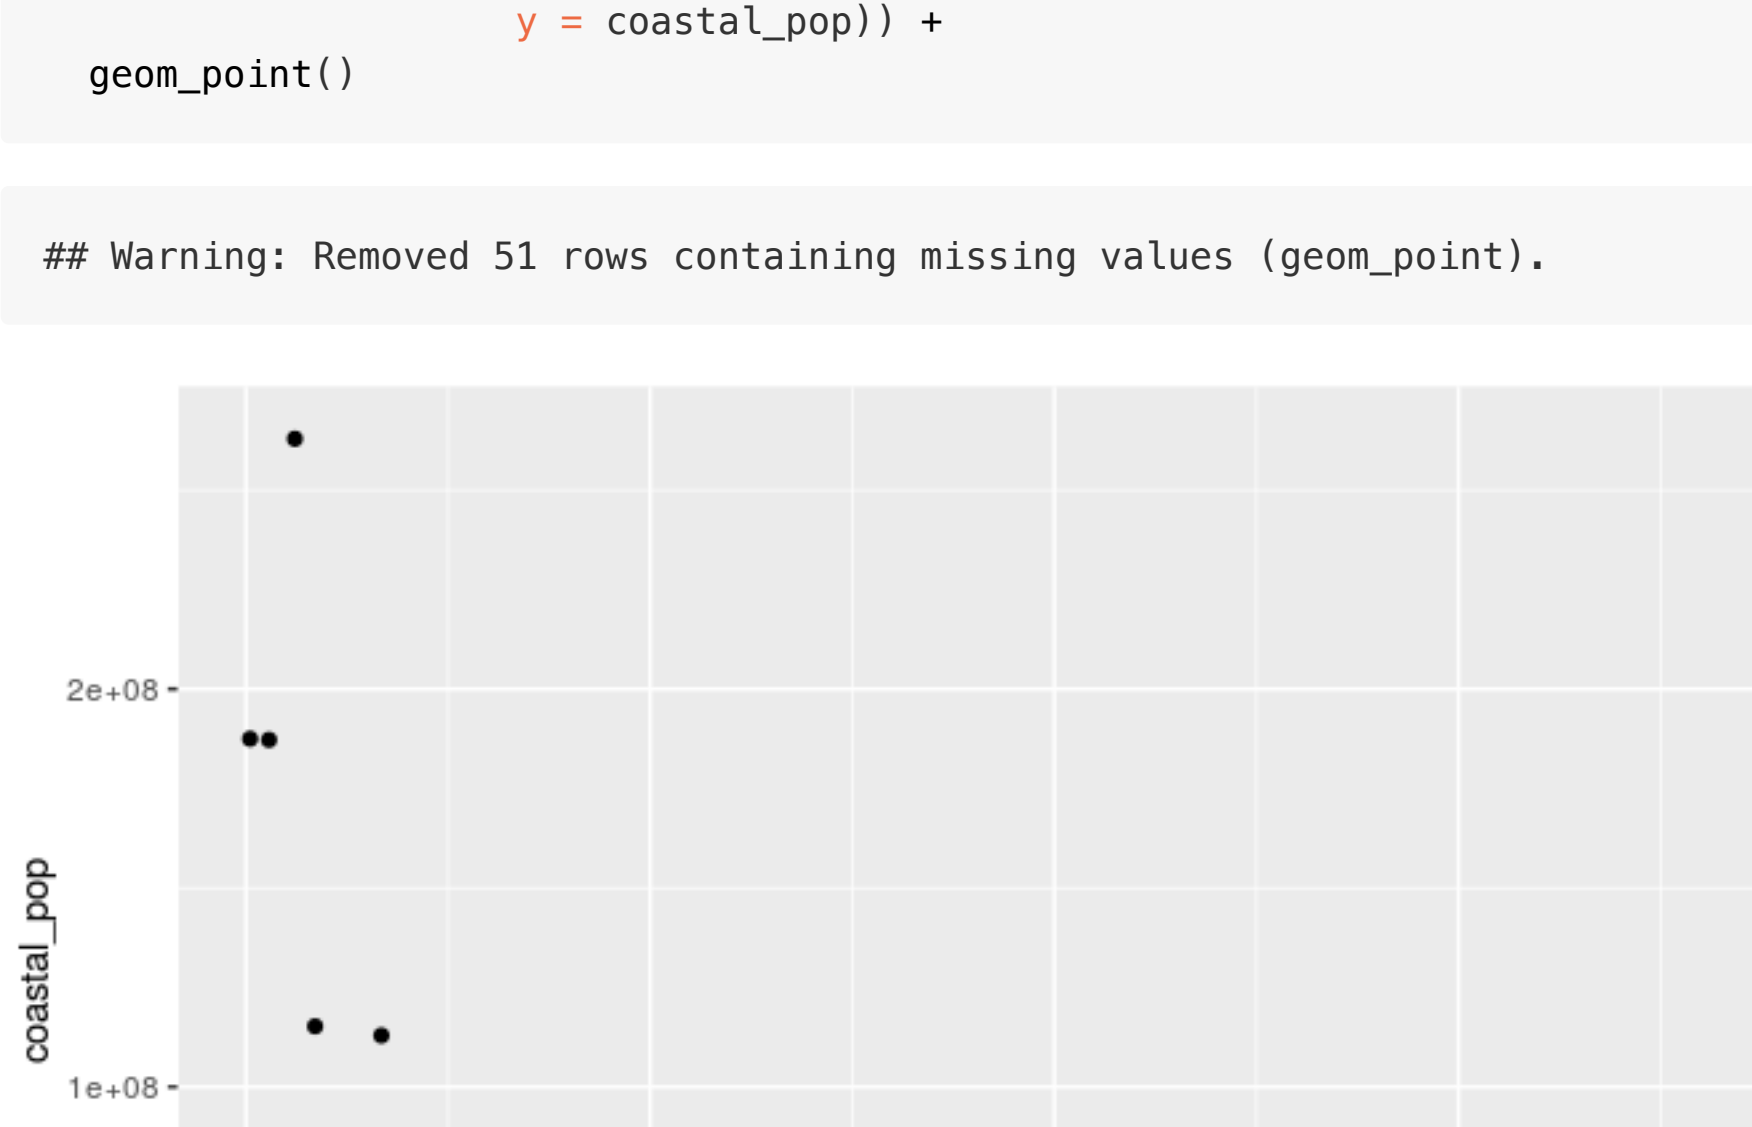 y = coastal_pop)) +
geom_point()
## Warning: Removed 51 rows containing missing values (geom_point).
2e+08
coastal_pop
1e+08